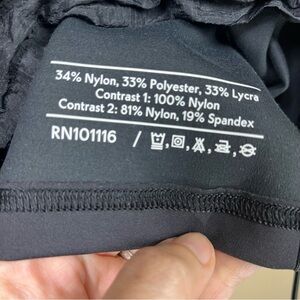 34% Nylon, 33% Polyester, 33% Lycra
Contrast 1: 100% Nylon
Contrast 2: 81% Nylon, 19% Spandex
RN101116 /